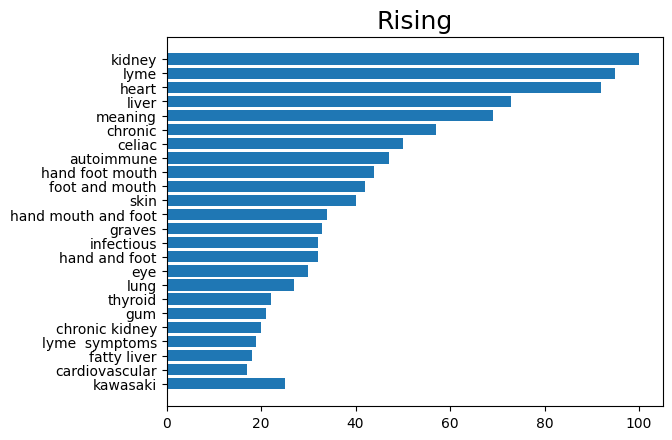 Rising
kidney
lyme
heart
liver
meaning
chronic
celiac
autoimmune
hand foot mouth
foot and mouth
skin
hand mouth and foot
graves
infectious
hand and foot
eye
lung
thyroid
gum
chronic kidney
lyme  symptoms
fatty liver
cardiovascular
kawasaki
0 20 40 60 80 100